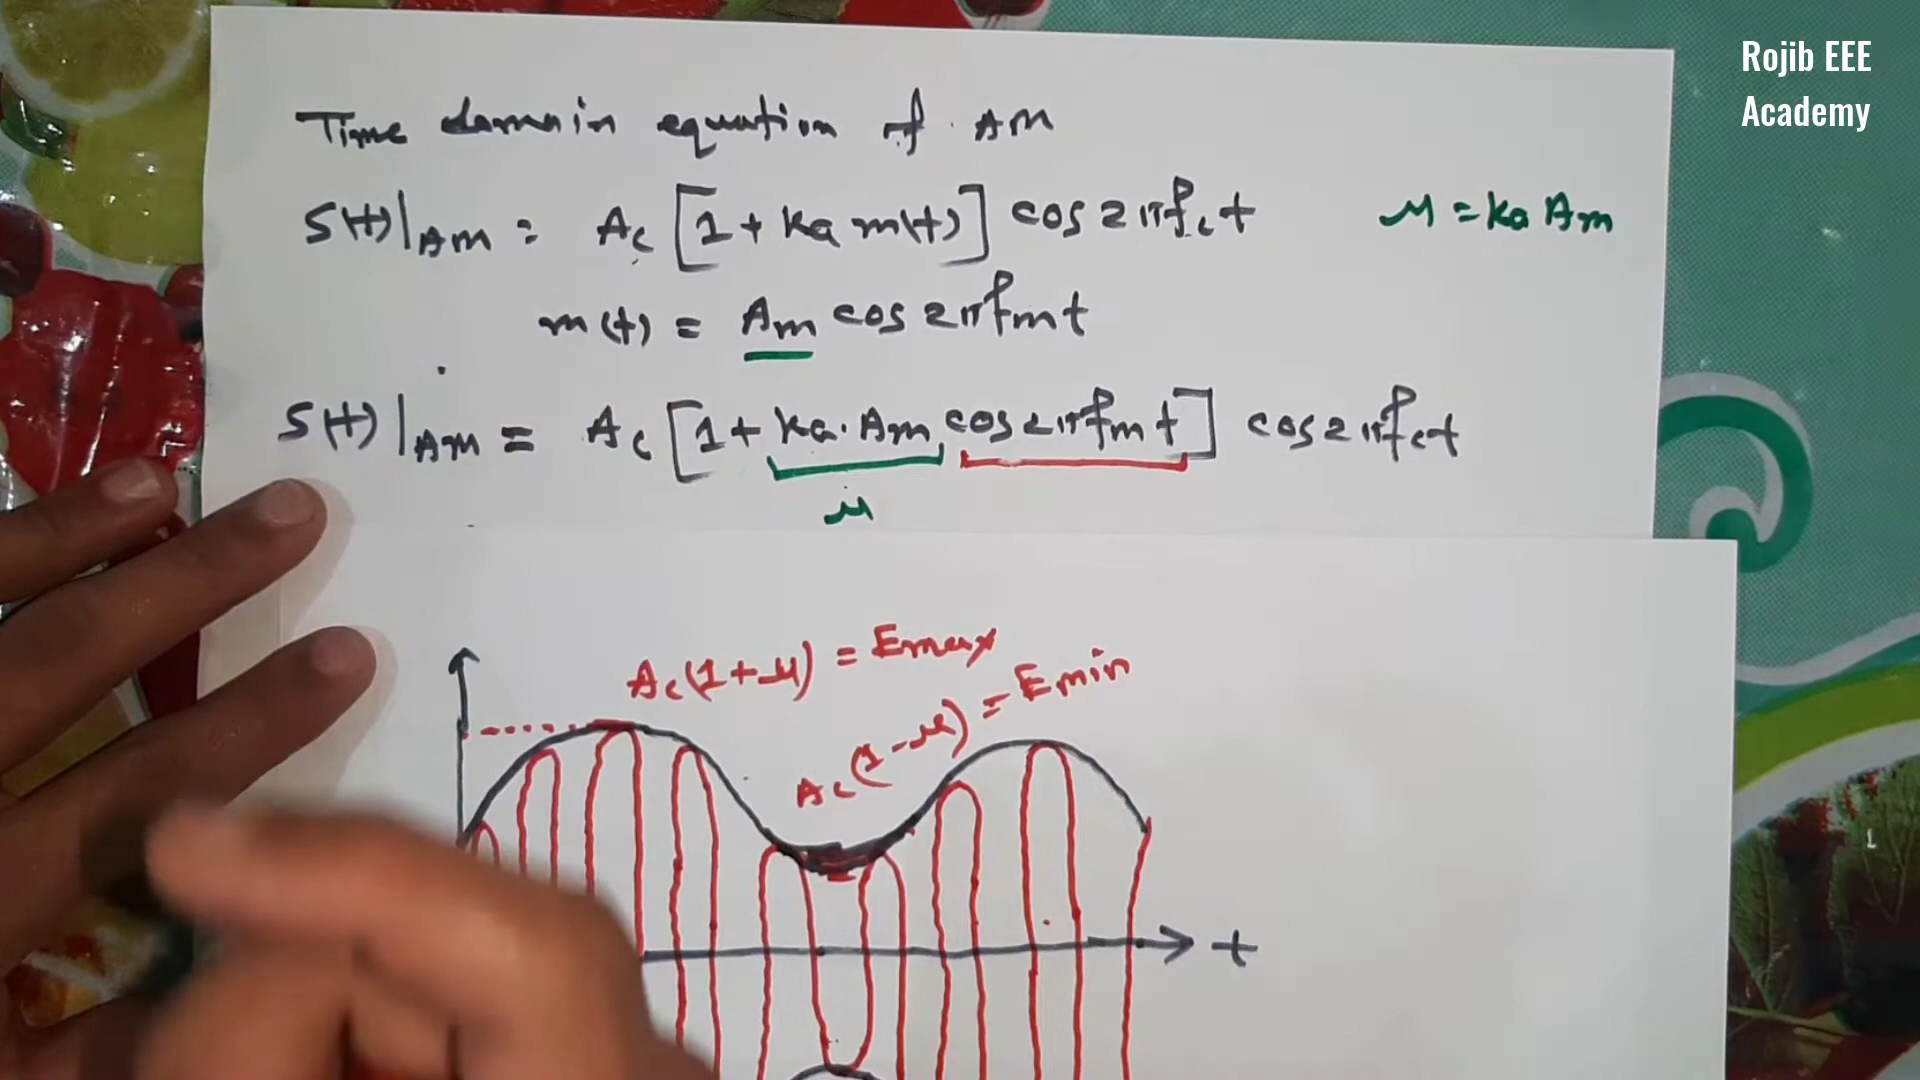 Rojib EEE
Academy
Time domain equation of AM
S(t)|AM = Ac [1 + ka m(t)] cos 2πfct
μ = ka Am
m(t) = Am cos 2πfmt
S(t)|AM = Ac [1 + ka. Am cos 2πfmt] cos 2πfct
μ
Ac (1+μ) = Emax
Ac (1-μ) = Emin
t